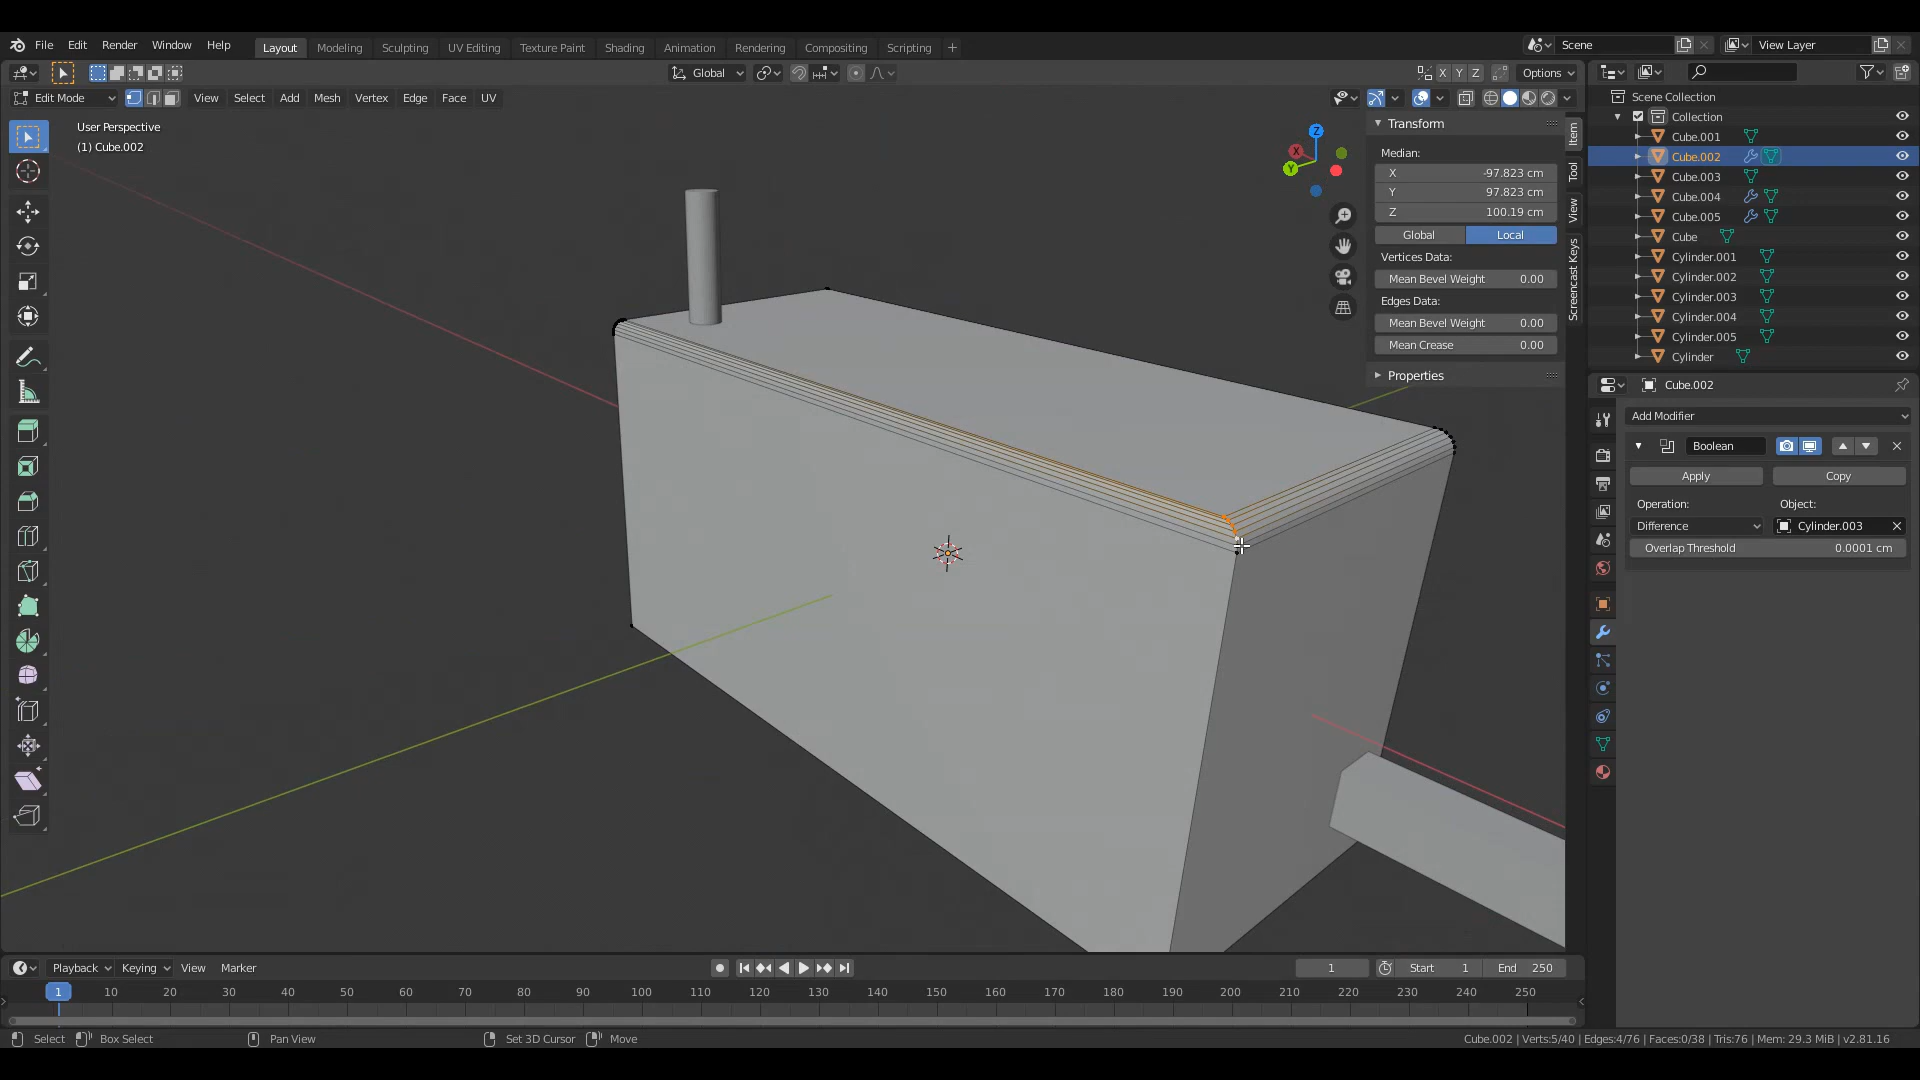 File Edit Render Window Help Layout Modeling Sculpting UV Editing Texture Paint Shading Animation Rendering Compositing Scripting + Scene View Layer
Global X Y Z Options
Edit Mode View Select Add Mesh Vertex Edge Face UV
User Perspective
(1) Cube.002
Z
X
Y
Transform
Median:
X -97.823 cm
Y 97.823 cm
Z 100.19 cm
Global Local
Vertices Data:
Mean Bevel Weight 0.00
Edges Data:
Mean Bevel Weight 0.00
Mean Crease 0.00
Properties
Item
Tool
View
Screencast Keys
Scene Collection
Collection
Cube.001
Cube.002
Cube.003
Cube.004
Cube.005
Cube
Cylinder.001
Cylinder.002
Cylinder.003
Cylinder.004
Cylinder.005
Cylinder
Cube.002
Add Modifier
Boolean
Apply Copy
Operation: Object:
Difference Cylinder.003
Overlap Threshold 0.0001 cm
Playback Keying View Marker 1 Start 1 End 250
1 10 20 30 40 50 60 70 80 90 100 110 120 130 140 150 160 170 180 190 200 210 220 230 240 250
Select Box Select Pan View Set 3D Cursor Move Cube.002 | Verts:5/40 | Edges:4/76 | Faces:0/38 | Tris:76 | Mem: 29.3 MiB | v2.81.16